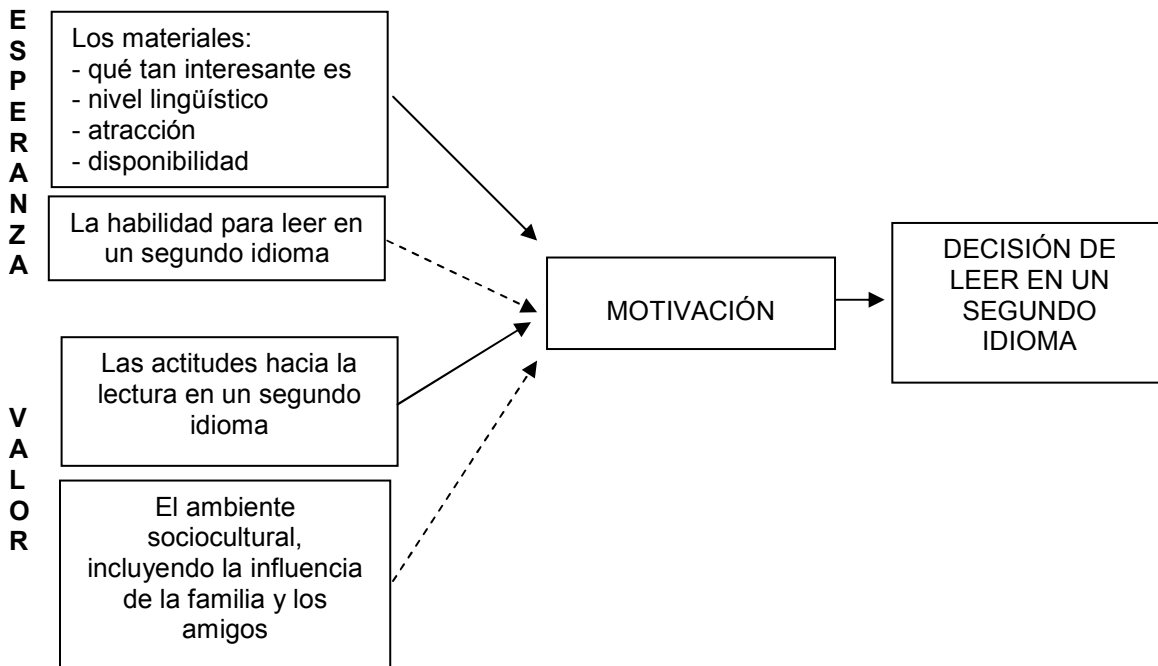 ESPERANZA
Los materiales:
- qué tan interesante es
- nivel lingüístico
- atracción
- disponibilidad
La habilidad para leer en
un segundo idioma
VALOR
Las actitudes hacia la
lectura en un segundo
idioma
El ambiente
sociocultural,
incluyendo la influencia
de la familia y los
amigos
MOTIVACIÓN
DECISIÓN DE
LEER EN UN
SEGUNDO
IDIOMA